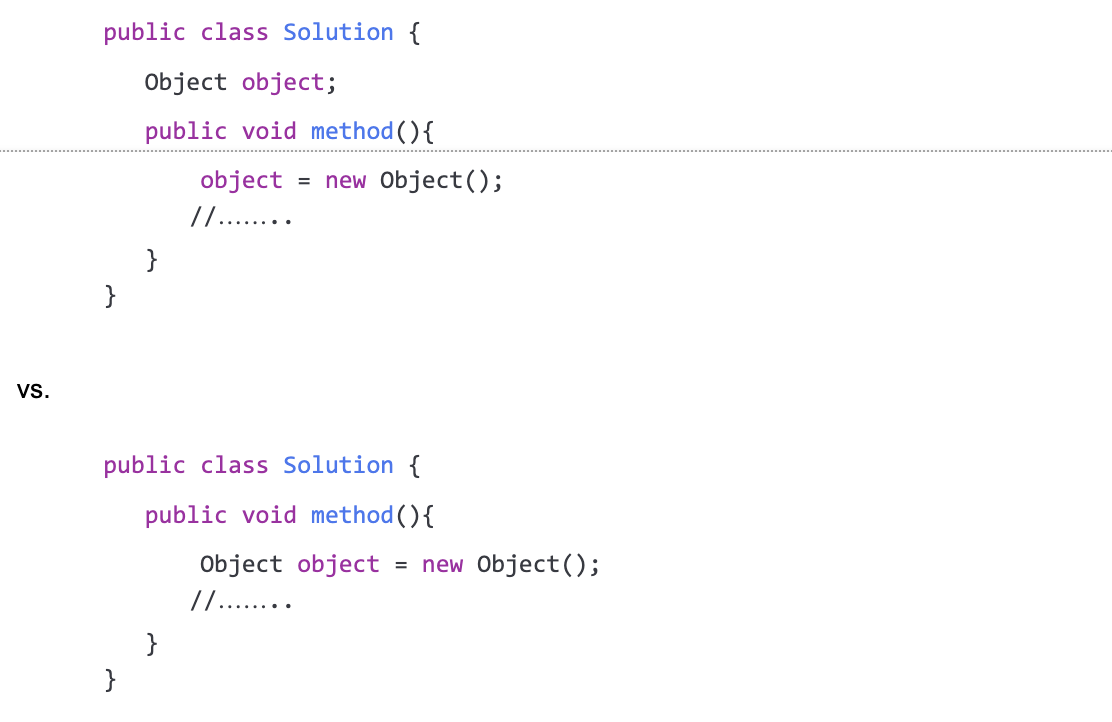 public class Solution {
Object object;
public void method(){
object = new Object();
//……..
}
}
vs.
public class Solution {
public void method(){
Object object = new Object();
//……..
}
}